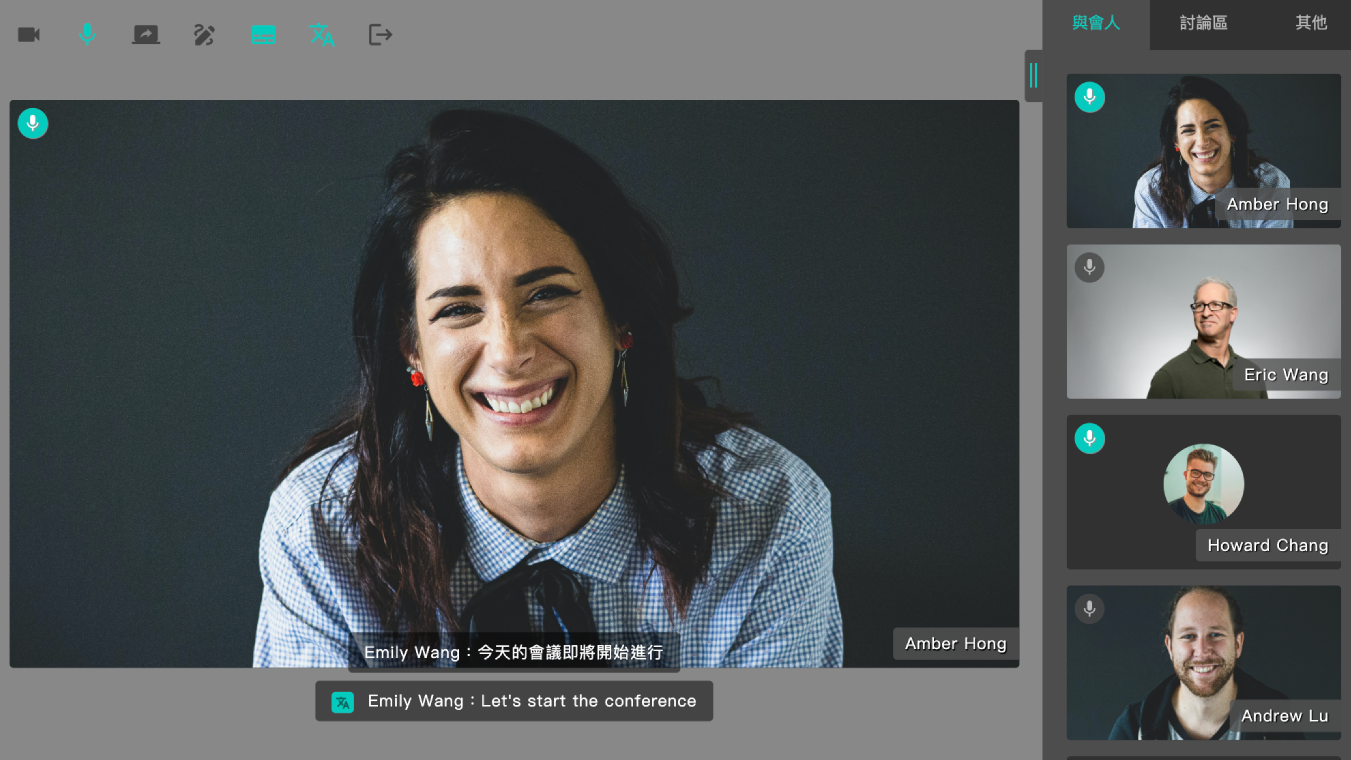 與會人 討論區 其他
Amber Hong
Eric Wang
Howard Chang
Andrew Lu
Amber Hong
Emily Wang：今天的會議即將開始進行
Emily Wang：Let's start the conference